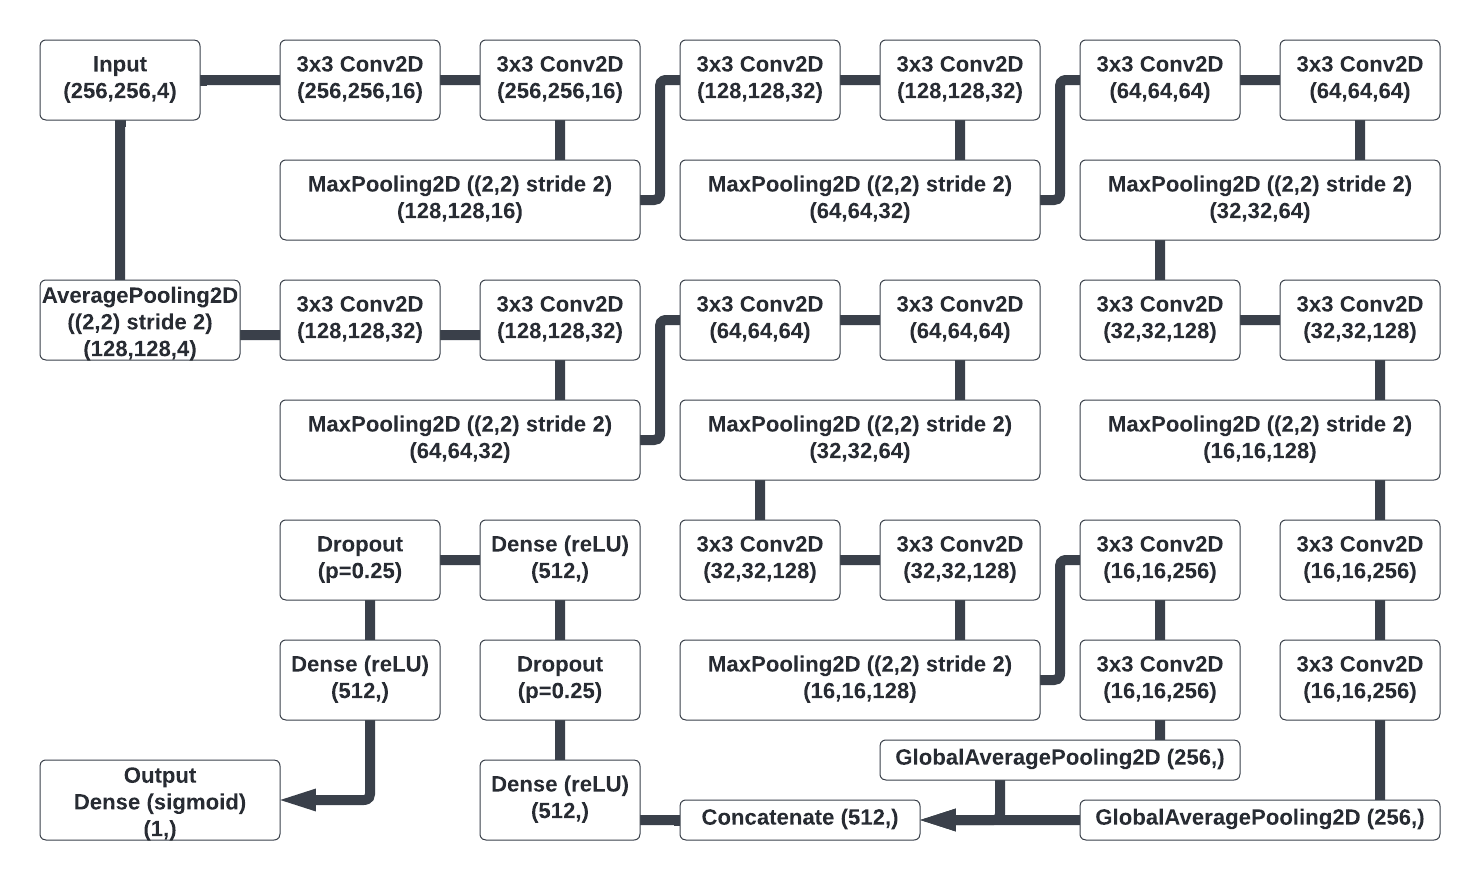 Input
(256,256,4)
3x3 Conv2D
(256,256,16)
3x3 Conv2D
(256,256,16)
3x3 Conv2D
(128,128,32)
3x3 Conv2D
(128,128,32)
3x3 Conv2D
(64,64,64)
3x3 Conv2D
(64,64,64)
MaxPooling2D ((2,2) stride 2)
(128,128,16)
MaxPooling2D ((2,2) stride 2)
(64,64,32)
MaxPooling2D ((2,2) stride 2)
(32,32,64)
AveragePooling2D
((2,2) stride 2)
(128,128,4)
3x3 Conv2D
(128,128,32)
3x3 Conv2D
(128,128,32)
3x3 Conv2D
(64,64,64)
3x3 Conv2D
(64,64,64)
3x3 Conv2D
(32,32,128)
3x3 Conv2D
(32,32,128)
MaxPooling2D ((2,2) stride 2)
(64,64,32)
MaxPooling2D ((2,2) stride 2)
(32,32,64)
MaxPooling2D ((2,2) stride 2)
(16,16,128)
Dropout
(p=0.25)
Dense (reLU)
(512,)
3x3 Conv2D
(32,32,128)
3x3 Conv2D
(32,32,128)
3x3 Conv2D
(16,16,256)
3x3 Conv2D
(16,16,256)
Dense (reLU)
(512,)
Dropout
(p=0.25)
MaxPooling2D ((2,2) stride 2)
(16,16,128)
3x3 Conv2D
(16,16,256)
3x3 Conv2D
(16,16,256)
GlobalAveragePooling2D (256,)
Output
Dense (sigmoid)
(1,)
Dense (reLU)
(512,)
Concatenate (512,)
GlobalAveragePooling2D (256,)